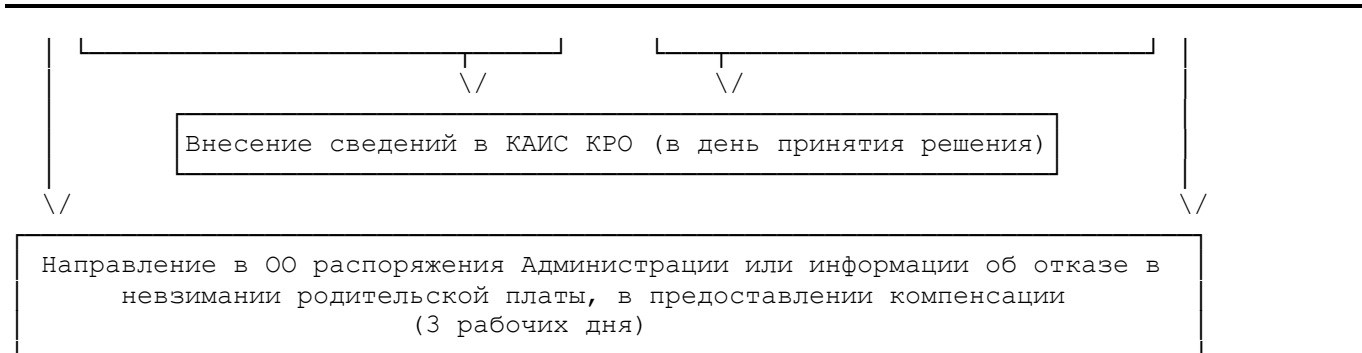 Внесение сведений в КАИС КРО (в день принятия решения)
Направление в ОО распоряжения Администрации или информации об отказе в
невзимании родительской платы, в предоставлении компенсации
(3 рабочих дня)